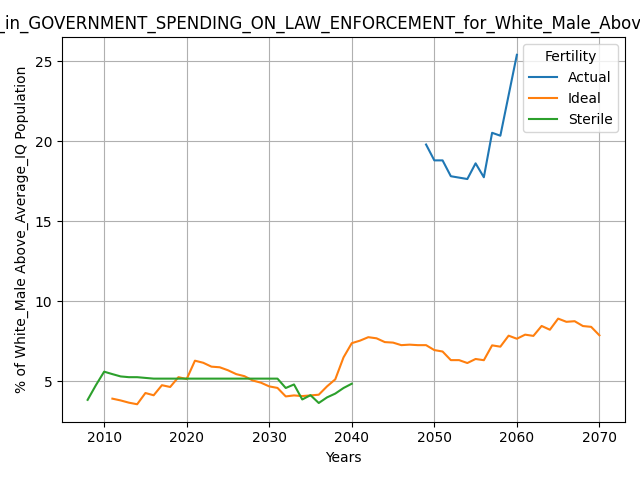 _in_GOVERNMENT_SPENDING_ON_LAW_ENFORCEMENT_for_White_Male_Abov
% of White_Male Above_Average_IQ Population
25
20
15
10
5
Fertility
Actual
Ideal
Sterile
2010 2020 2030 2040 2050 2060 2070
Years